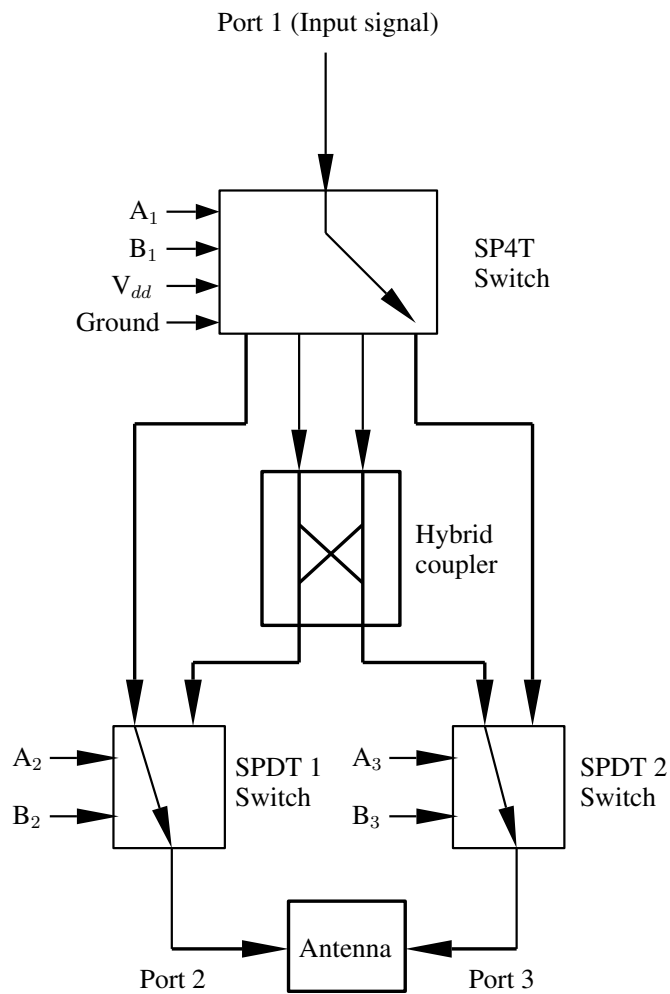 Port 1 (Input signal)
A₁
B₁
V_dd
Ground
SP4T
Switch
Hybrid
coupler
A₂
B₂
SPDT 1
Switch
A₃
B₃
SPDT 2
Switch
Antenna
Port 2
Port 3